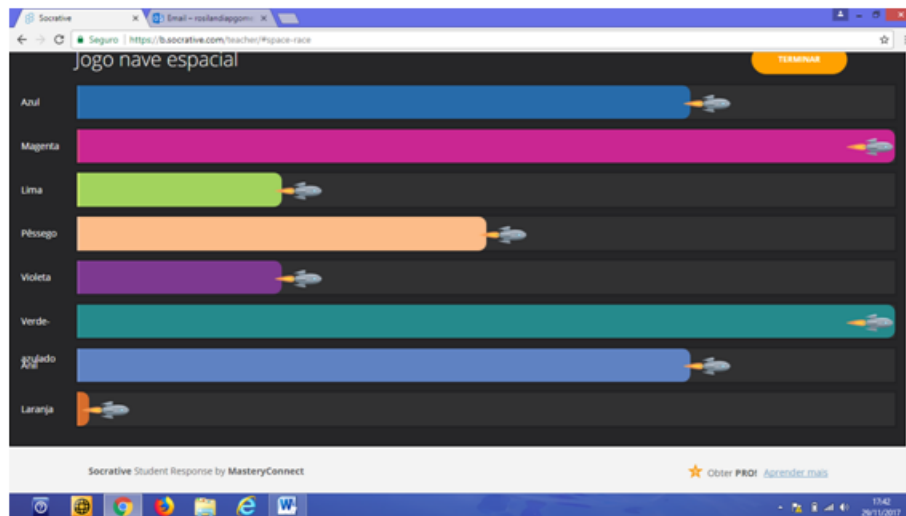 Socrative
Email – rosilandiapgom
Seguro https://b.socrative.com/teacher/#space-race
Jogo nave espacial
TERMINAR
Azul
Magenta
Lima
Pêssego
Violeta
Verde-
azulado
Anil
Laranja
Socrative Student Response by MasteryConnect
Obter PRO! Aprender mais
17:42
29/11/2017